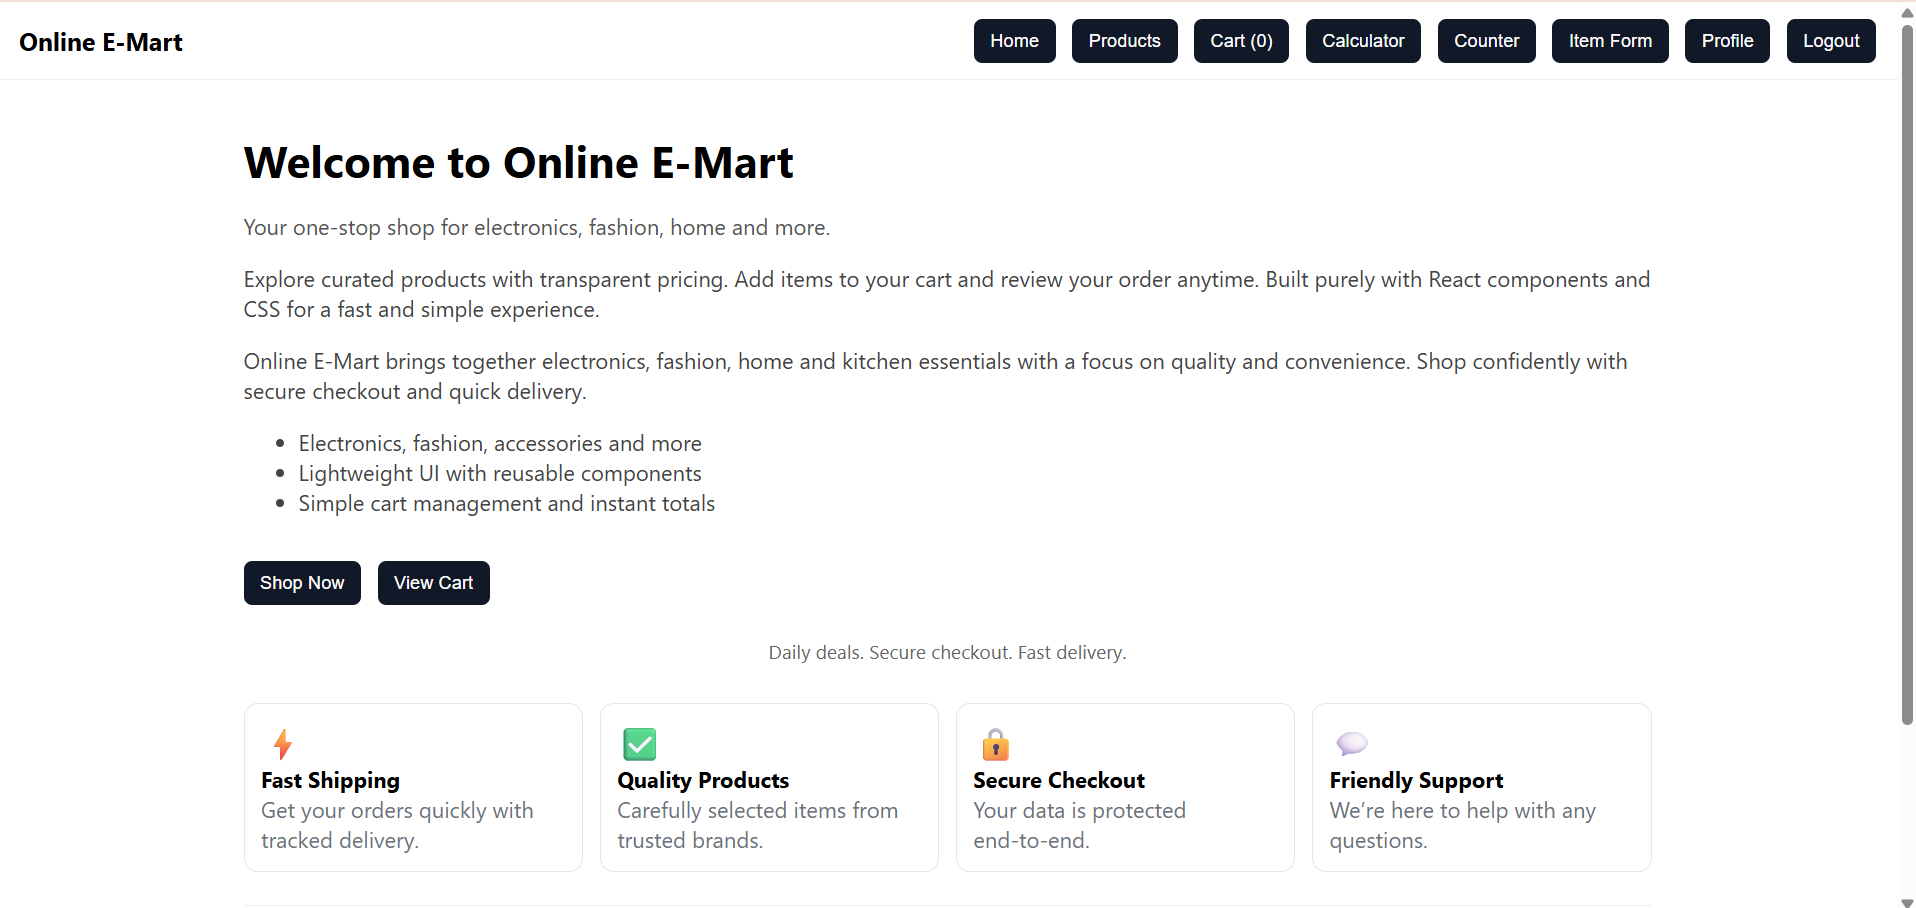 Online E-Mart
Home
Products
Cart (0)
Calculator
Counter
Item Form
Profile
Logout
Welcome to Online E-Mart
Your one-stop shop for electronics, fashion, home and more.
Explore curated products with transparent pricing. Add items to your cart and review your order anytime. Built purely with React components and
CSS for a fast and simple experience.
Online E-Mart brings together electronics, fashion, home and kitchen essentials with a focus on quality and convenience. Shop confidently with
secure checkout and quick delivery.
• Electronics, fashion, accessories and more
• Lightweight UI with reusable components
• Simple cart management and instant totals
Shop Now
View Cart
Daily deals. Secure checkout. Fast delivery.
Fast Shipping
Get your orders quickly with
tracked delivery.
Quality Products
Carefully selected items from
trusted brands.
Secure Checkout
Your data is protected
end-to-end.
Friendly Support
We’re here to help with any
questions.